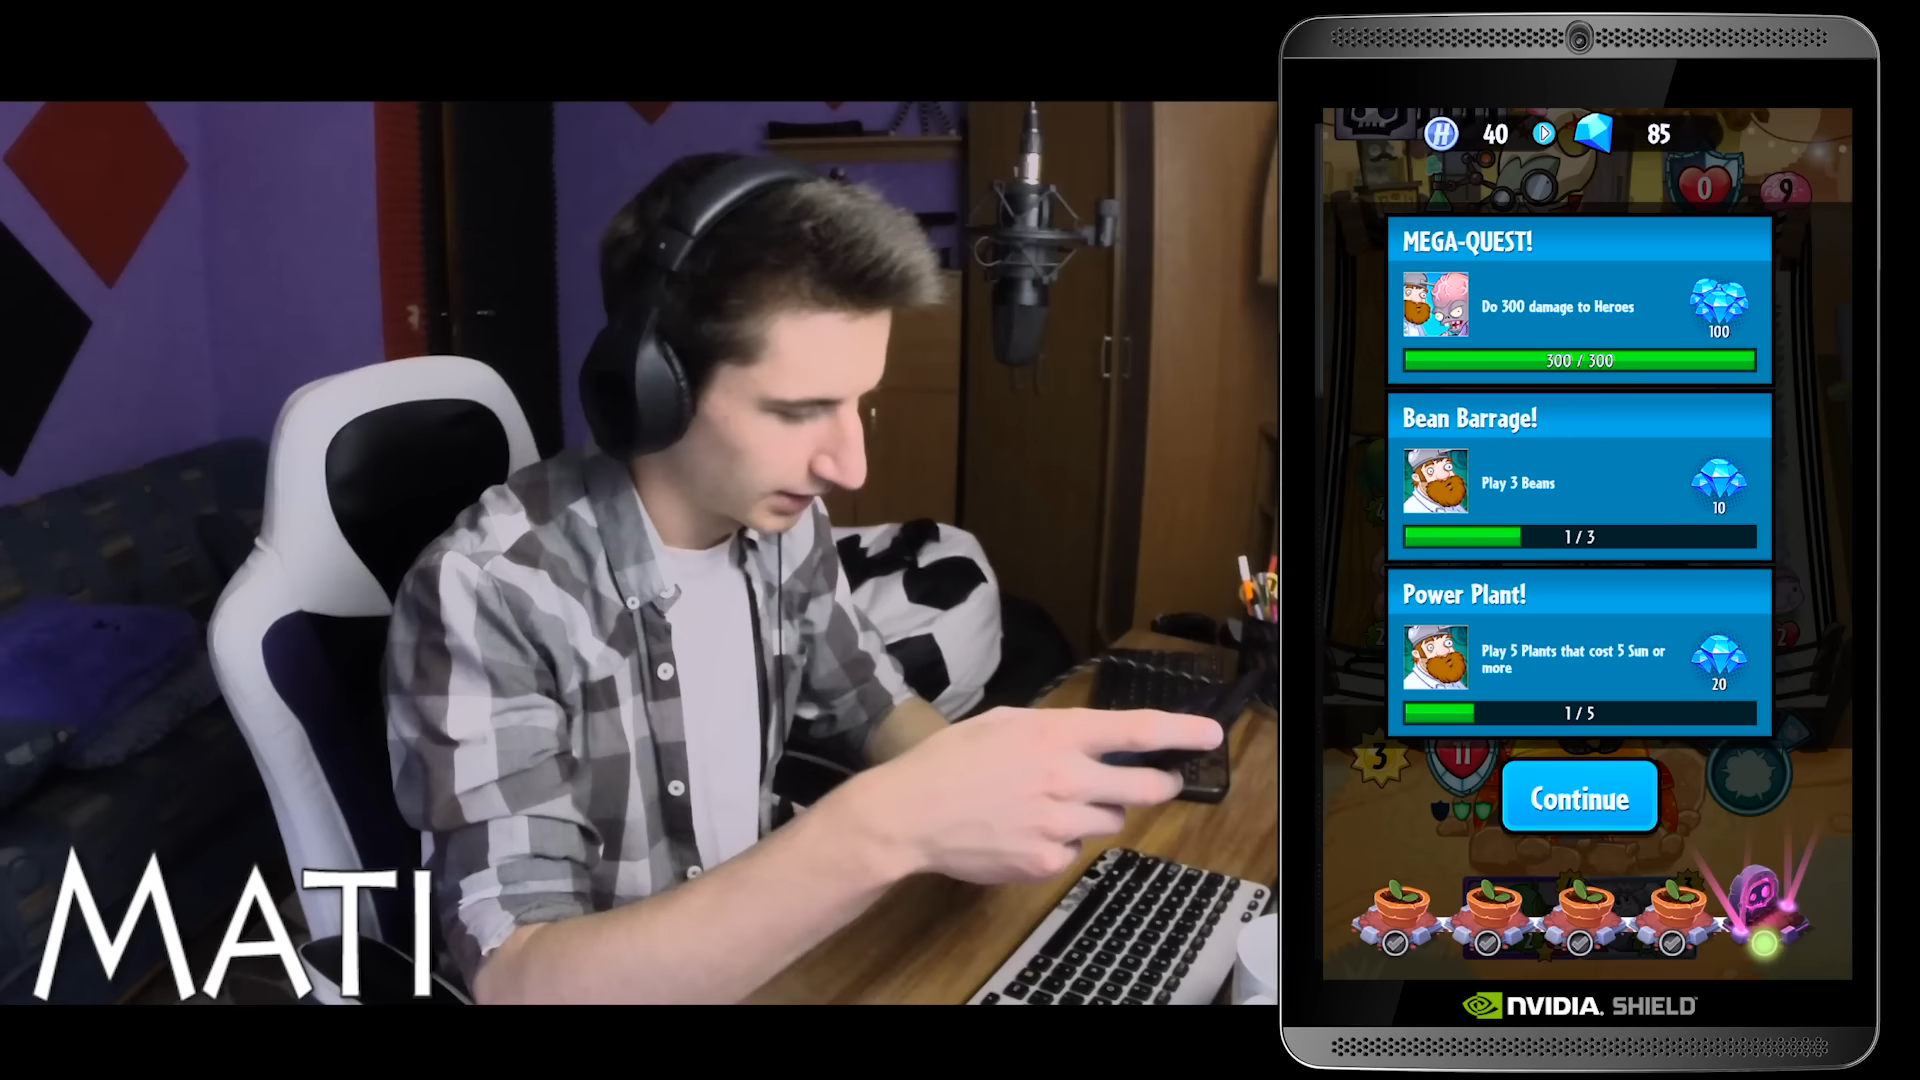 H 40 85
0 9
MEGA-QUEST!
Do 300 damage to Heroes
100
300 / 300
Bean Barrage!
Play 3 Beans
10
1 / 3
Power Plant!
Play 5 Plants that cost 5 Sun or
more
20
1 / 5
3 11
Continue
MATI
NVIDIA. SHIELD